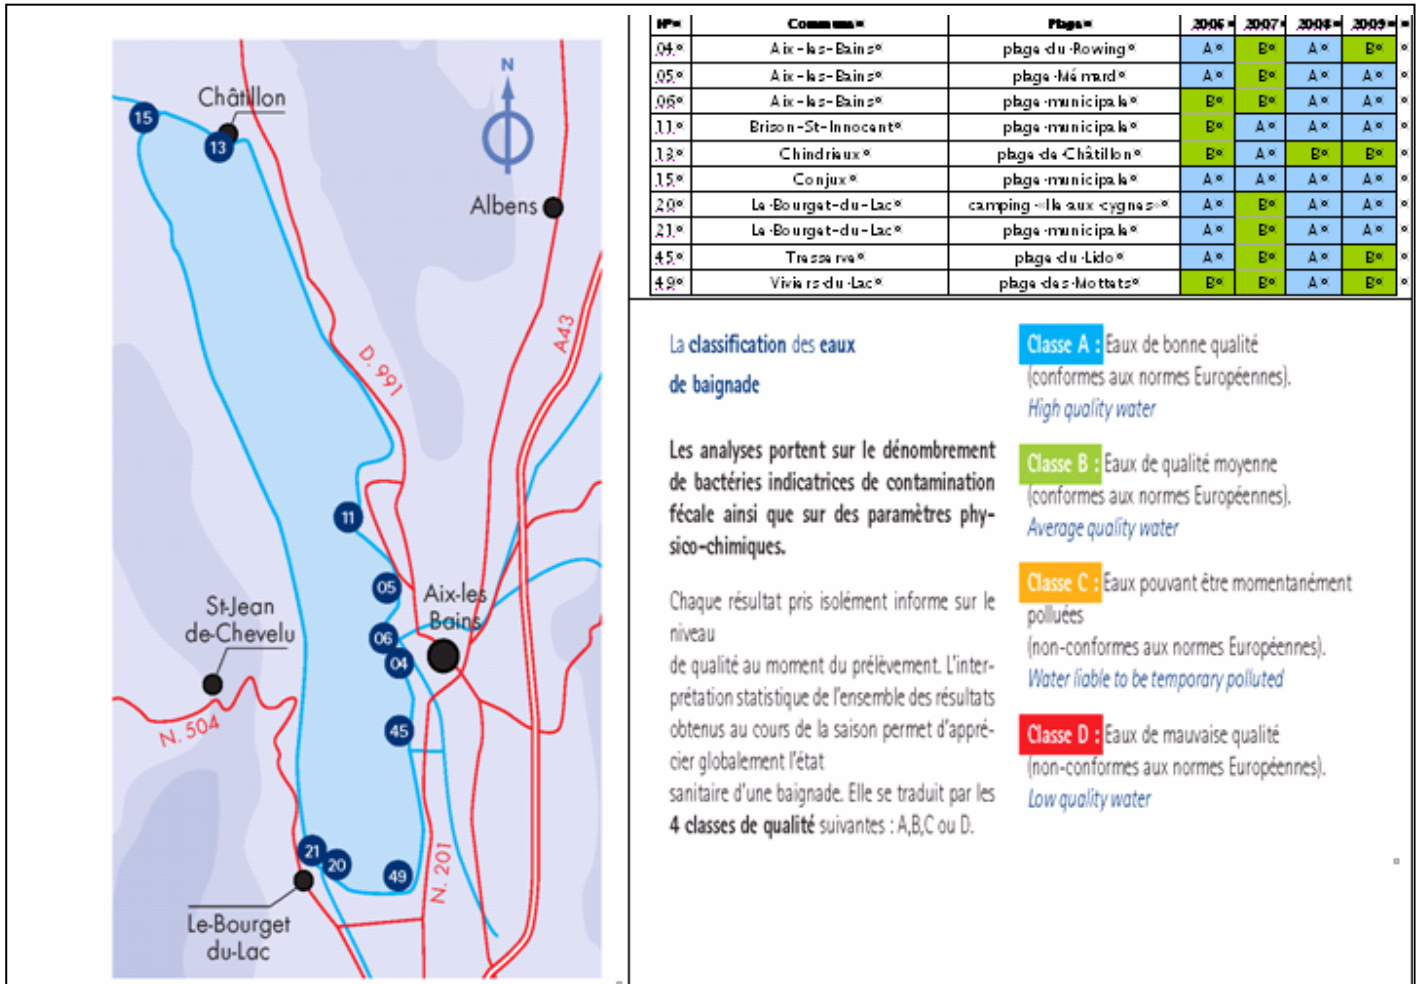 15
Châtillon
13
N
Albens
A43
D. 991
11
05
Aix-les
Bains
St-Jean
de-Chevelu
06
04
N. 504
45
21
20
49
N. 201
Le-Bourget
du-Lac
N° Commune Plage 2006 2007 2008 2009
04 Aix-les-Bains plage du Rowing A B A B
05 Aix-les-Bains plage Mémard A B A A
06 Aix-les-Bains plage municipale B B A A
11 Brison-St-Innocent plage municipale B A A A
13 Chindrieux plage de Châtillon B A B B
15 Conjux plage municipale A A A A
20 Le Bourget-du-Lac camping «Ile aux cygnes» A B A A
21 Le Bourget-du-Lac plage municipale A B A A
45 Tresserve plage du Lido A B A B
49 Viviers-du-Lac plage des Mottets B B A B
La classification des eaux
de baignade
Les analyses portent sur le dénombrement
de bactéries indicatrices de contamination
fécale ainsi que sur des paramètres phy-
sico-chimiques.
Chaque résultat pris isolément informe sur le
niveau
de qualité au moment du prélèvement. L'inter-
prétation statistique de l'ensemble des résultats
obtenus au cours de la saison permet d'appré-
cier globalement l'état
sanitaire d'une baignade. Elle se traduit par les
4 classes de qualité suivantes : A,B,C ou D.
Classe A : Eaux de bonne qualité
(conformes aux normes Européennes).
High quality water
Classe B : Eaux de qualité moyenne
(conformes aux normes Européennes).
Average quality water
Classe C : Eaux pouvant être momentanément
polluées
(non-conformes aux normes Européennes).
Water liable to be temporary polluted
Classe D : Eaux de mauvaise qualité
(non-conformes aux normes Européennes).
Low quality water